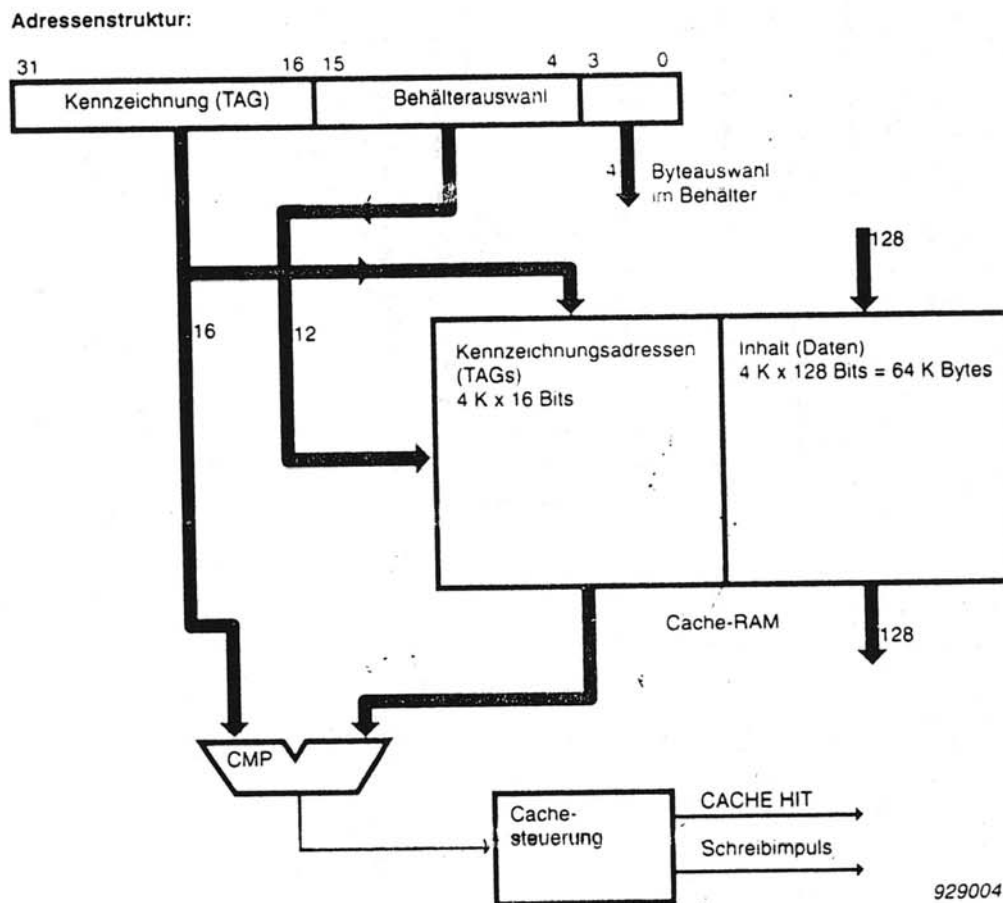 Adressenstruktur:
31 16 15 4 3 0
Kennzeichnung (TAG) Behälterauswahl
4 Byteauswahl
im Behälter
128
16 12
Kennzeichnungsadressen
(TAGs)
4 K x 16 Bits
Inhalt (Daten)
4 K x 128 Bits = 64 K Bytes
Cache-RAM
128
CMP
Cache-
steuerung
CACHE HIT
Schreibimpuls
929004